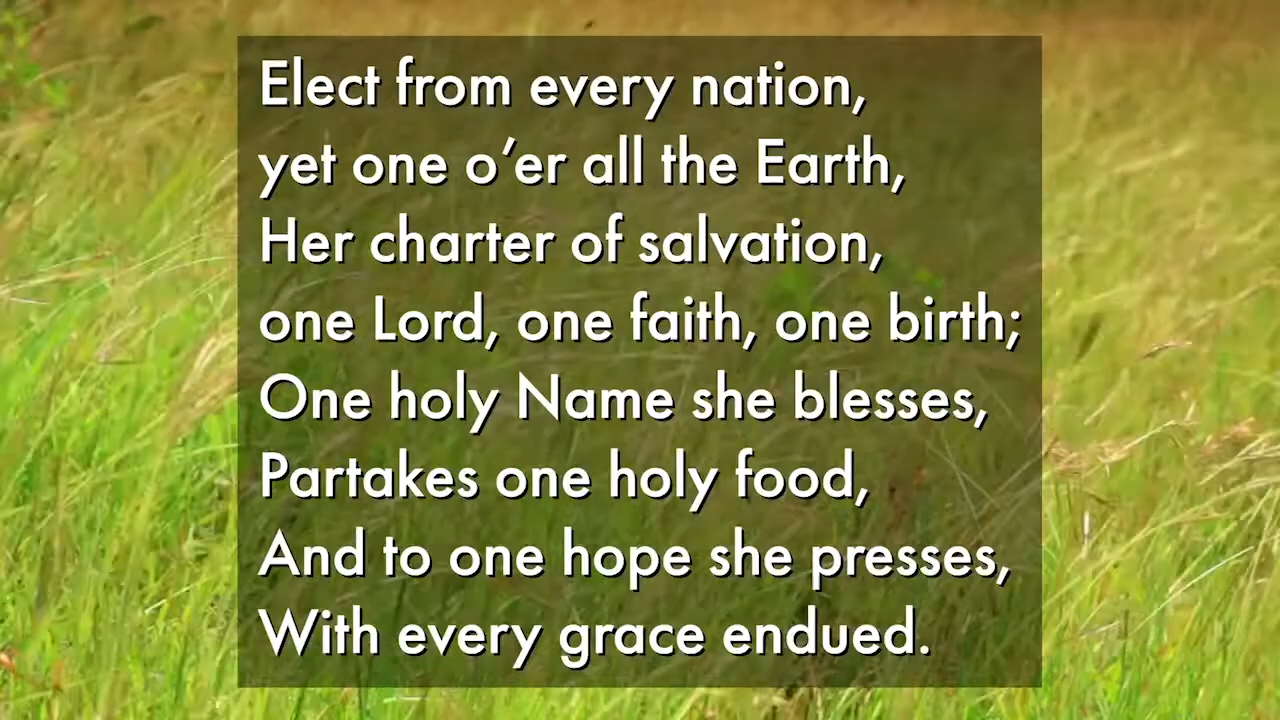 Elect from every nation,
yet one o’er all the Earth,
Her charter of salvation,
one Lord, one faith, one birth;
One holy Name she blesses,
Partakes one holy food,
And to one hope she presses,
With every grace endued.